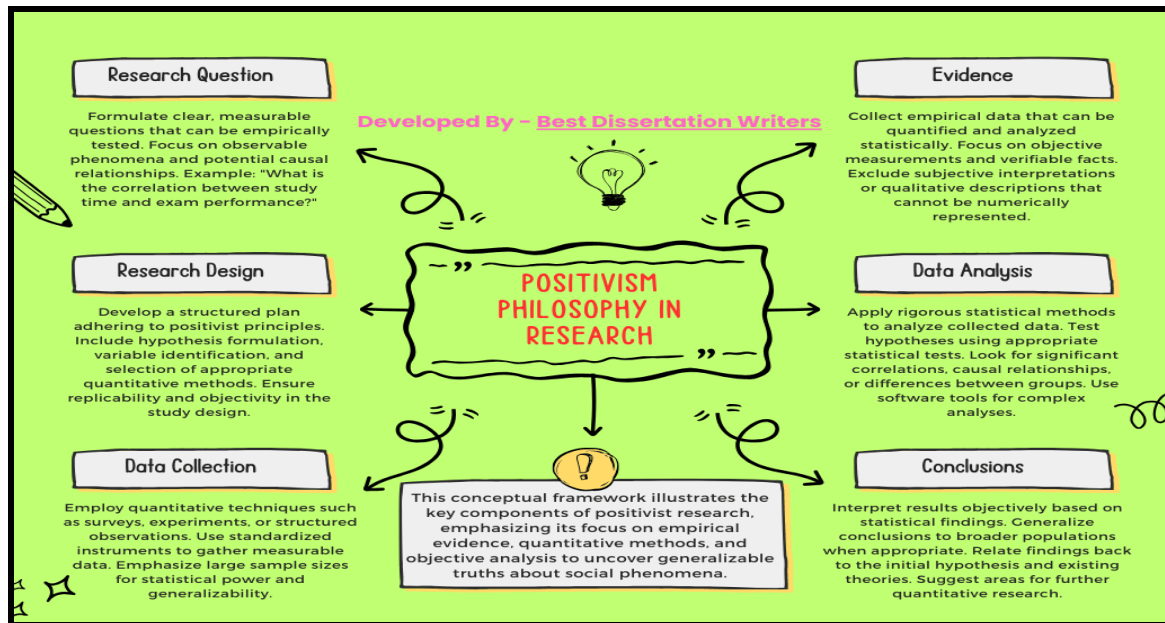 Research Question
Formulate clear, measurable
questions that can be empirically
tested. Focus on observable
phenomena and potential causal
relationships. Example: "What is
the correlation between study
time and exam performance?"
Research Design
Develop a structured plan
adhering to positivist principles.
Include hypothesis formulation,
variable identification, and
selection of appropriate
quantitative methods. Ensure
replicability and objectivity in the
study design.
Data Collection
Employ quantitative techniques such
as surveys, experiments, or structured
observations. Use standardized
instruments to gather measurable
data. Emphasize large sample sizes
for statistical power and
generalizability.
Developed By – Best Dissertation Writers
POSITIVISM
PHILOSOPHY IN
RESEARCH
This conceptual framework illustrates the
key components of positivist research,
emphasizing its focus on empirical
evidence, quantitative methods, and
objective analysis to uncover generalizable
truths about social phenomena.
Evidence
Collect empirical data that can be
quantified and analyzed
statistically. Focus on objective
measurements and verifiable facts.
Exclude subjective interpretations
or qualitative descriptions that
cannot be numerically
represented.
Data Analysis
Apply rigorous statistical methods
to analyze collected data. Test
hypotheses using appropriate
statistical tests. Look for significant
correlations, causal relationships,
or differences between groups. Use
software tools for complex
analyses.
Conclusions
Interpret results objectively based on
statistical findings. Generalize
conclusions to broader populations
when appropriate. Relate findings back
to the initial hypothesis and existing
theories. Suggest areas for further
quantitative research.